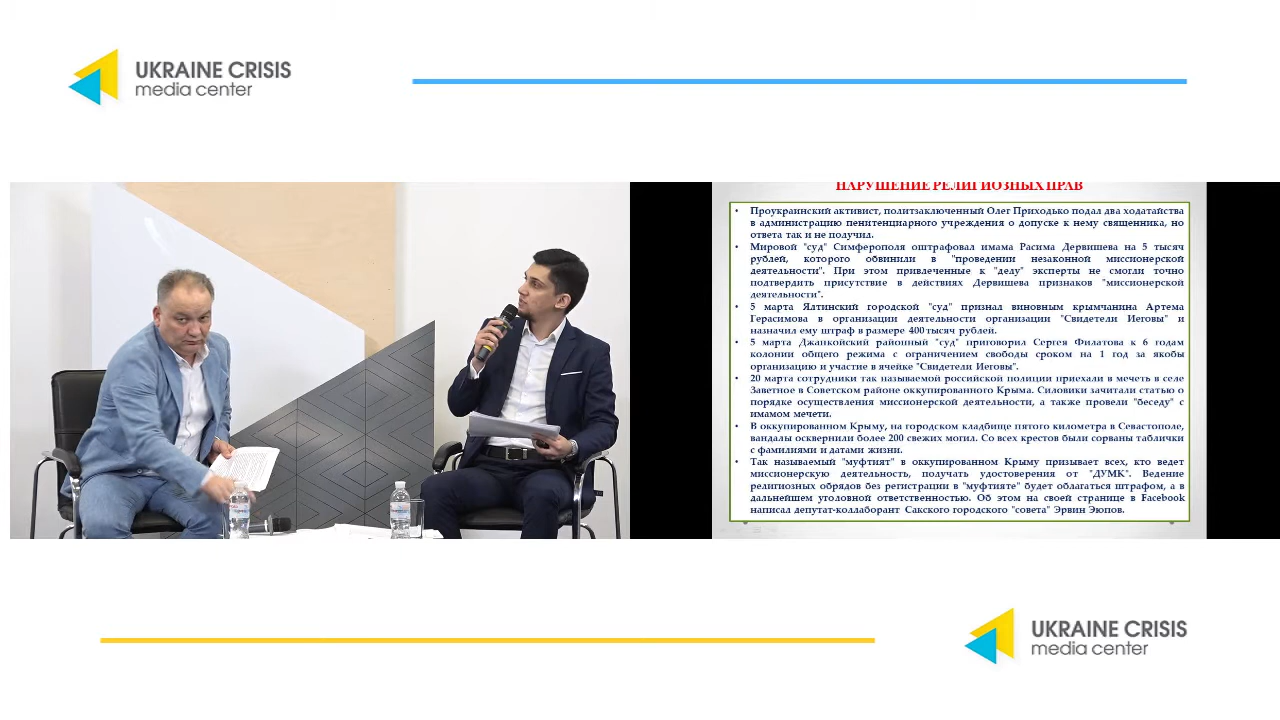 UKRAINE CRISIS
media center
НАРУШЕНИЕ РЕЛИГИОЗНЫХ ПРАВ
• Проукраинский активист, политзаключенный Олег Приходько подал два ходатайства
в администрацию пенитенциарного учреждения о допуске к нему священника, но
ответа так и не получил.
• Мировой "суд" Симферополя оштрафовал имама Расима Дервишева на 5 тысяч
рублей, которого обвинили в "проведении незаконной миссионерской
деятельности". При этом привлеченные к "делу" эксперты не смогли точно
подтвердить присутствие в действиях Дервишева признаков "миссионерской
деятельности".
• 5 марта Ялтинский городской "суд" признал виновным крымчанина Артема
Герасимова в организации деятельности организации "Свидетели Иеговы" и
назначил ему штраф в размере 400 тысяч рублей.
• 5 марта Джанкойский районный "суд" приговорил Сергея Филатова к 6 годам
колонии общего режима с ограничением свободы сроком на 1 год за якобы
организацию и участие в ячейке "Свидетели Иеговы".
• 20 марта сотрудники так называемой российской полиции приехали в мечеть в селе
Заветное в Советском районе оккупированного Крыма. Силовики зачитали статью о
порядке осуществления миссионерской деятельности, а также провели "беседу" с
имамом мечети.
• В оккупированном Крыму, на городском кладбище пятого километра в Севастополе,
вандалы осквернили более 200 свежих могил. Со всех крестов были сорваны таблички
с фамилиями и датами жизни.
• Так называемый "муфтият" в оккупированном Крыму призывает всех, кто ведет
миссионерскую деятельность, получать удостоверения от "ДУМК". Ведение
религиозных обрядов без регистрации в "муфтияте" будет облагаться штрафом, а в
дальнейшем уголовной ответственностью. Об этом на своей странице в Facebook
написал депутат-коллаборант Сакского городского "совета" Эрвин Эюпов.
UKRAINE CRISIS
media center